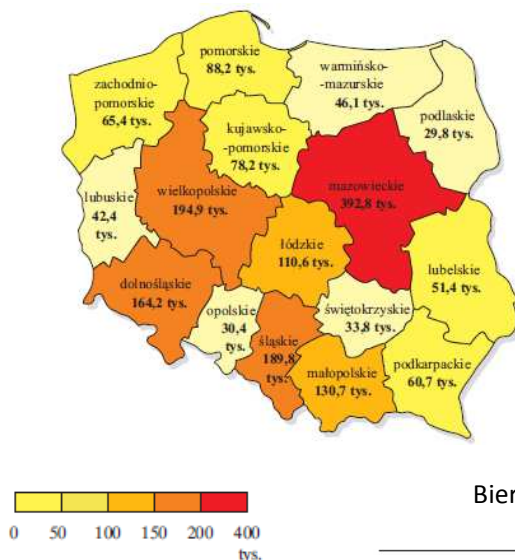 pomorskie
88,2 tys.
warmińsko-
-mazurskie
46,1 tys.
zachodnio-
pomorskie
65,4 tys.
podlaskie
29,8 tys.
kujawsko-
-pomorskie
78,2 tys.
mazowieckie
392,8 tys.
wielkopolskie
194,9 tys.
lubuskie
42,4
tys.
łódzkie
110,6 tys.
lubelskie
51,4 tys.
dolnośląskie
164,2 tys.
opolskie
30,4
tys.
śląskie
189,8
tys.
świętokrzyskie
33,8 tys.
małopolskie
130,7 tys.
podkarpackie
60,7 tys.
Bier
0 50 100 150 200 400
tys.